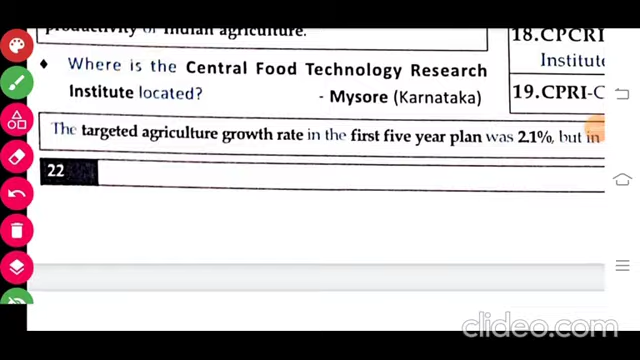 productivity of Indian agriculture.
♦ Where is the Central Food Technology Research
Institute located? - Mysore (Karnataka)
The targeted agriculture growth rate in the first five year plan was 2.1%, but in
22
18.CPCRI
Institute
19.CPRI-C
clideo.com